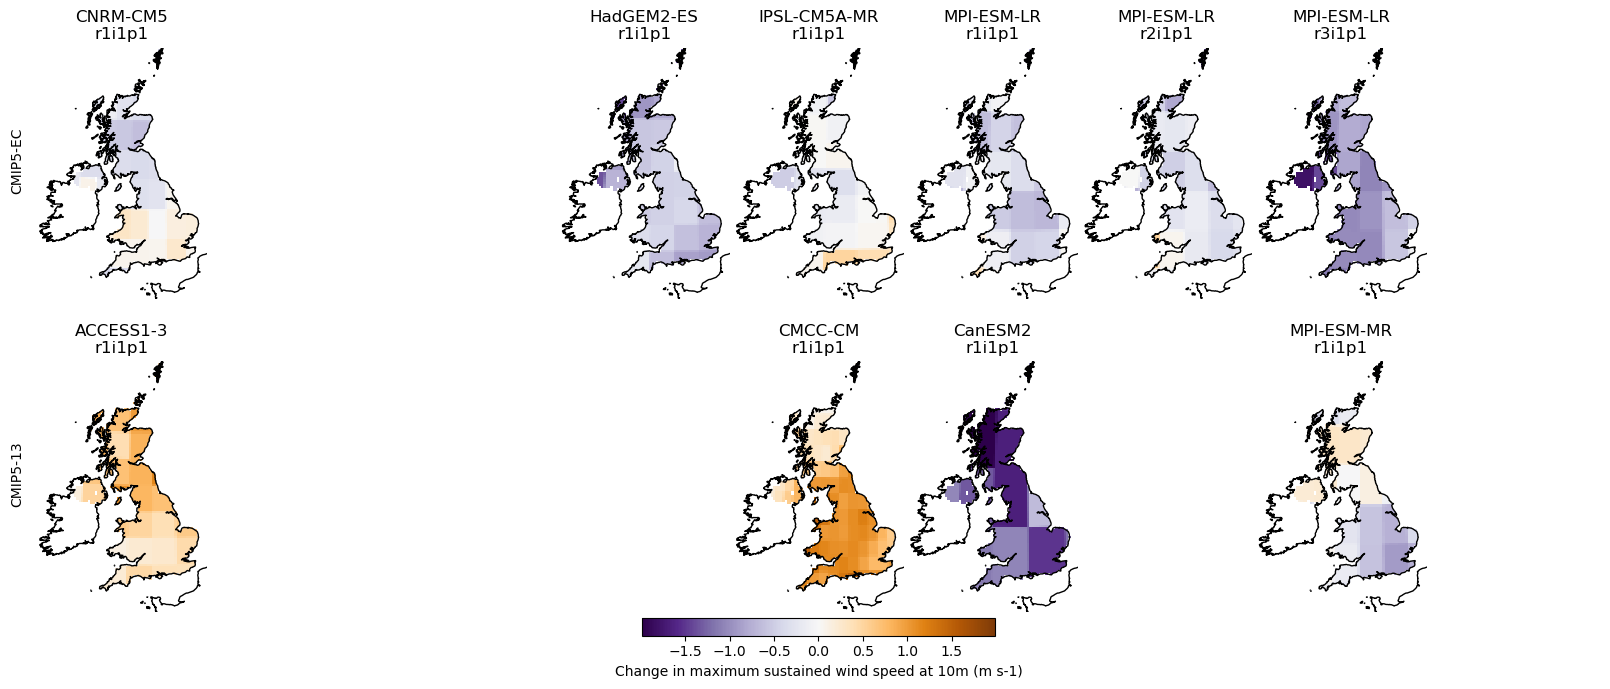 CNRM-CM5
r1i1p1
HadGEM2-ES
r1i1p1
IPSL-CM5A-MR
r1i1p1
MPI-ESM-LR
r1i1p1
MPI-ESM-LR
r2i1p1
MPI-ESM-LR
r3i1p1
CMIP5-EC
ACCESS1-3
r1i1p1
CMCC-CM
r1i1p1
CanESM2
r1i1p1
MPI-ESM-MR
r1i1p1
CMIP5-13
−1.5 −1.0 −0.5 0.0 0.5 1.0 1.5
Change in maximum sustained wind speed at 10m (m s-1)